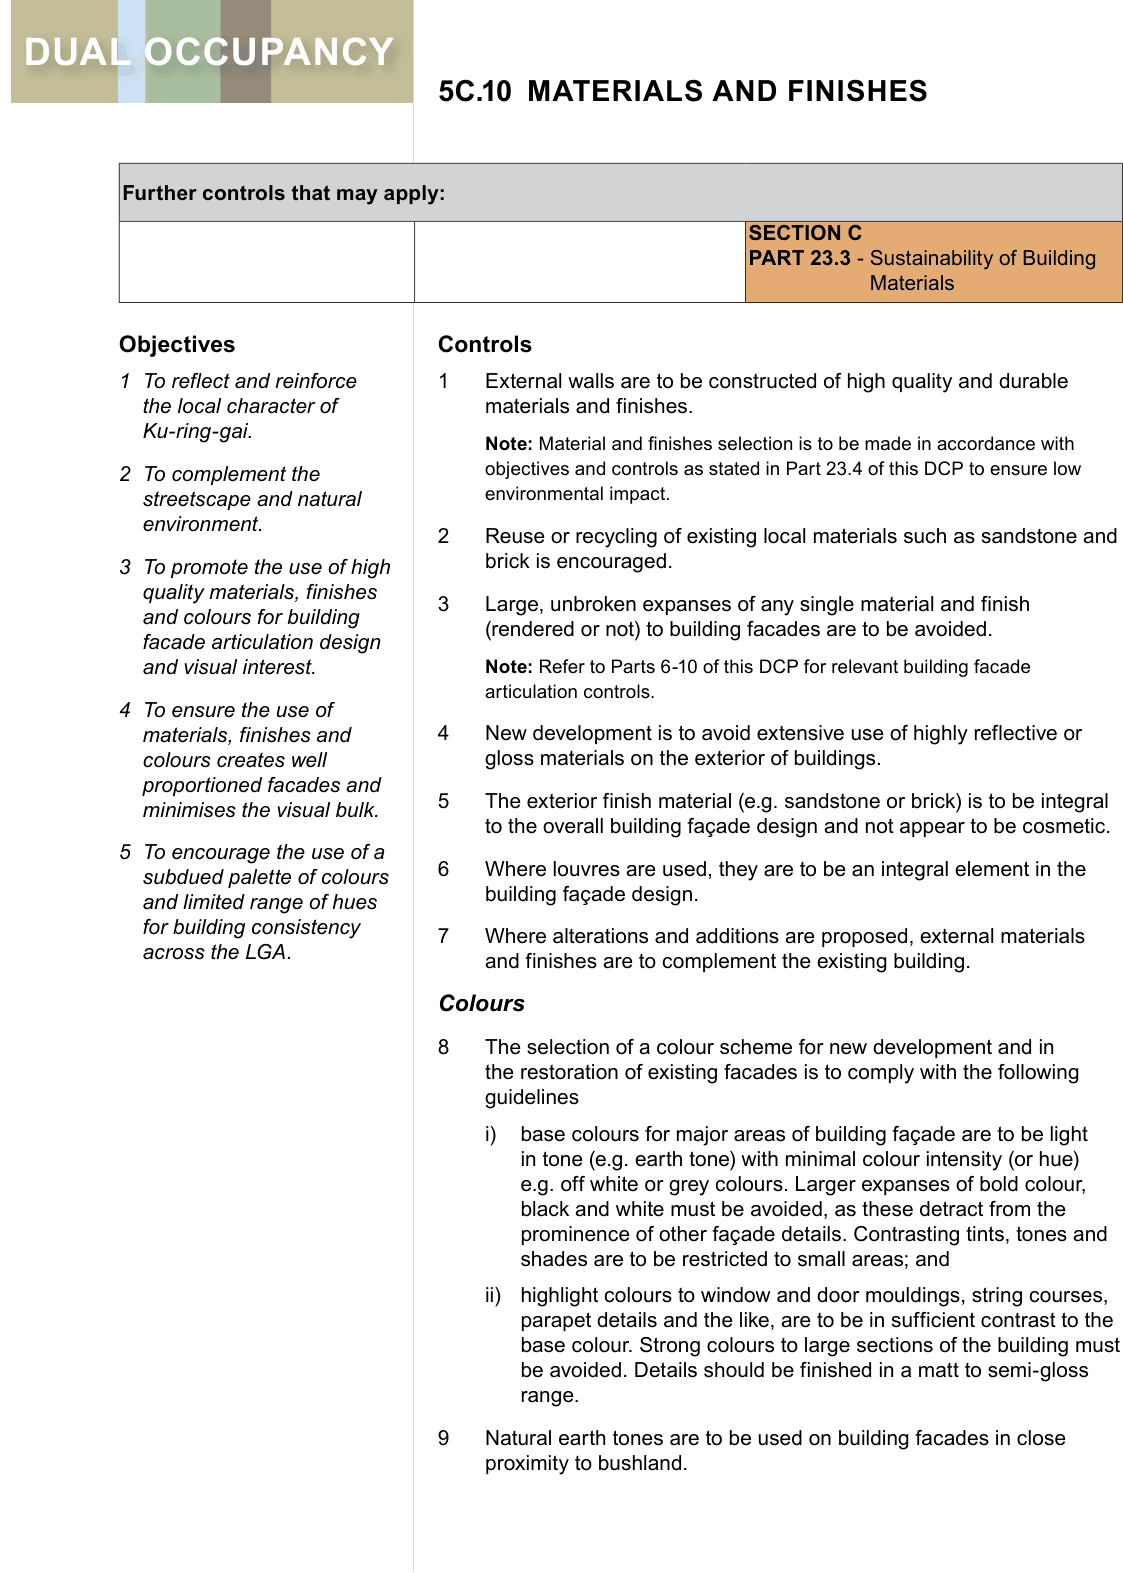 DUAL OCCUPANCY
5C.10 MATERIALS AND FINISHES
Further controls that may apply:
SECTION C
PART 23.3 - Sustainability of Building
Materials
Objectives
1 To reflect and reinforce
the local character of
Ku-ring-gai.
2 To complement the
streetscape and natural
environment.
3 To promote the use of high
quality materials, finishes
and colours for building
facade articulation design
and visual interest.
4 To ensure the use of
materials, finishes and
colours creates well
proportioned facades and
minimises the visual bulk.
5 To encourage the use of a
subdued palette of colours
and limited range of hues
for building consistency
across the LGA.
Controls
1 External walls are to be constructed of high quality and durable
materials and finishes.
Note: Material and finishes selection is to be made in accordance with
objectives and controls as stated in Part 23.4 of this DCP to ensure low
environmental impact.
2 Reuse or recycling of existing local materials such as sandstone and
brick is encouraged.
3 Large, unbroken expanses of any single material and finish
(rendered or not) to building facades are to be avoided.
Note: Refer to Parts 6-10 of this DCP for relevant building facade
articulation controls.
4 New development is to avoid extensive use of highly reflective or
gloss materials on the exterior of buildings.
5 The exterior finish material (e.g. sandstone or brick) is to be integral
to the overall building façade design and not appear to be cosmetic.
6 Where louvres are used, they are to be an integral element in the
building façade design.
7 Where alterations and additions are proposed, external materials
and finishes are to complement the existing building.
Colours
8 The selection of a colour scheme for new development and in
the restoration of existing facades is to comply with the following
guidelines
i) base colours for major areas of building façade are to be light
in tone (e.g. earth tone) with minimal colour intensity (or hue)
e.g. off white or grey colours. Larger expanses of bold colour,
black and white must be avoided, as these detract from the
prominence of other façade details. Contrasting tints, tones and
shades are to be restricted to small areas; and
ii) highlight colours to window and door mouldings, string courses,
parapet details and the like, are to be in sufficient contrast to the
base colour. Strong colours to large sections of the building must
be avoided. Details should be finished in a matt to semi-gloss
range.
9 Natural earth tones are to be used on building facades in close
proximity to bushland.